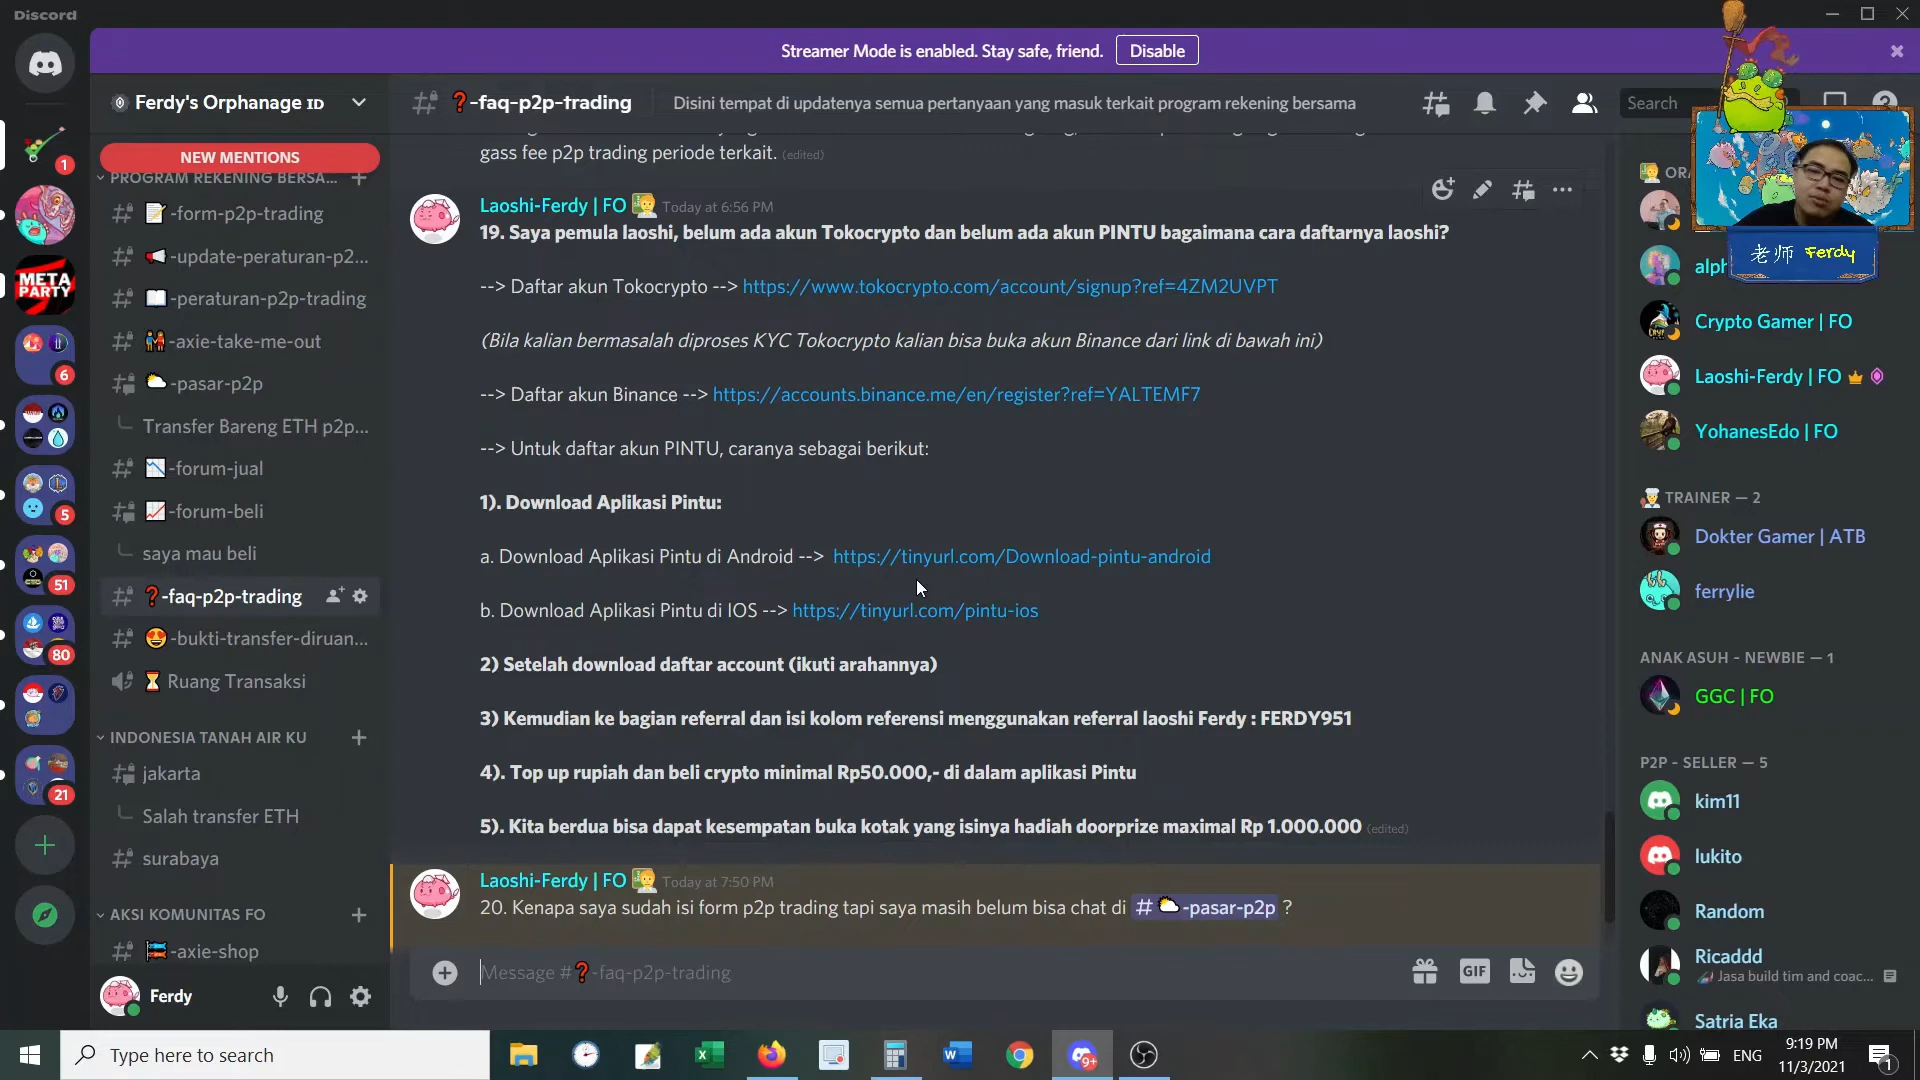 Discord
Streamer Mode is enabled. Stay safe, friend.
Disable
Ferdy's Orphanage ID
❓-faq-p2p-trading
Disini tempat di updatenya semua pertanyaan yang masuk terkait program rekening bersama
Search
NEW MENTIONS
PROGRAM REKENING BERSA...
-form-p2p-trading
-update-peraturan-p2...
-peraturan-p2p-trading
-axie-take-me-out
-pasar-p2p
Transfer Bareng ETH p2p...
-forum-jual
-forum-beli
saya mau beli
❓-faq-p2p-trading
-bukti-transfer-diruan...
Ruang Transaksi
INDONESIA TANAH AIR KU
jakarta
Salah transfer ETH
surabaya
AKSI KOMUNITAS FO
-axie-shop
Ferdy
1
META
PARTY
6
5
51
80
21
gass fee p2p trading periode terkait. (edited)
Laoshi-Ferdy | FO Today at 6:56 PM
19. Saya pemula laoshi, belum ada akun Tokocrypto dan belum ada akun PINTU bagaimana cara daftarnya laoshi?
--> Daftar akun Tokocrypto --> https://www.tokocrypto.com/account/signup?ref=4ZM2UVPT
(Bila kalian bermasalah diproses KYC Tokocrypto kalian bisa buka akun Binance dari link di bawah ini)
--> Daftar akun Binance --> https://accounts.binance.me/en/register?ref=YALTEMF7
--> Untuk daftar akun PINTU, caranya sebagai berikut:
1). Download Aplikasi Pintu:
a. Download Aplikasi Pintu di Android --> https://tinyurl.com/Download-pintu-android
b. Download Aplikasi Pintu di IOS --> https://tinyurl.com/pintu-ios
2) Setelah download daftar account (ikuti arahannya)
3) Kemudian ke bagian referral dan isi kolom referensi menggunakan referral laoshi Ferdy : FERDY951
4). Top up rupiah dan beli crypto minimal Rp50.000,- di dalam aplikasi Pintu
5). Kita berdua bisa dapat kesempatan buka kotak yang isinya hadiah doorprize maximal Rp 1.000.000 (edited)
Laoshi-Ferdy | FO Today at 7:50 PM
20. Kenapa saya sudah isi form p2p trading tapi saya masih belum bisa chat di # -pasar-p2p ?
Message #❓-faq-p2p-trading
GIF
老师 Ferdy
alph
Crypto Gamer | FO
Laoshi-Ferdy | FO
YohanesEdo | FO
TRAINER — 2
Dokter Gamer | ATB
ferrylie
ANAK ASUH - NEWBIE — 1
GGC | FO
P2P - SELLER — 5
kim11
lukito
Random
Ricaddd
Jasa build tim and coac...
Satria Eka
Type here to search
9+
ENG
9:19 PM
11/3/2021
1